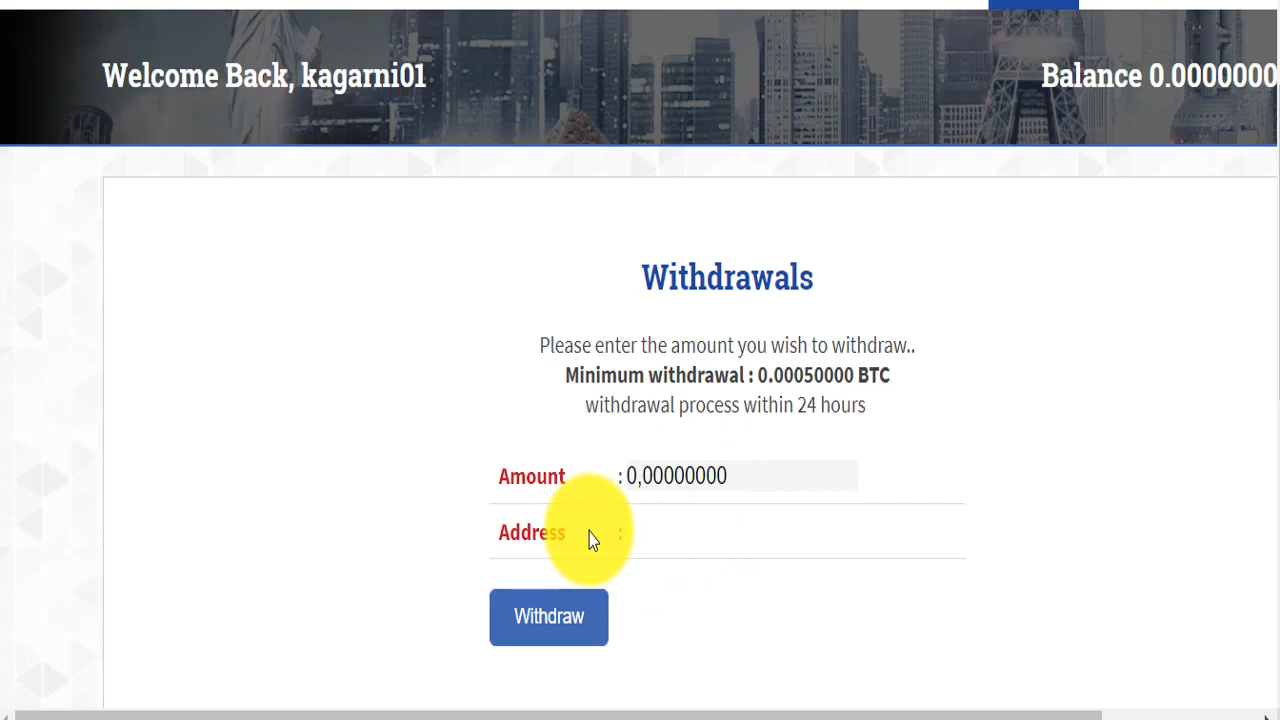 Welcome Back, kagarni01
Balance 0.0000000
Withdrawals
Please enter the amount you wish to withdraw..
Minimum withdrawal : 0.00050000 BTC
withdrawal process within 24 hours
Amount : 0,00000000
Address :
Withdraw